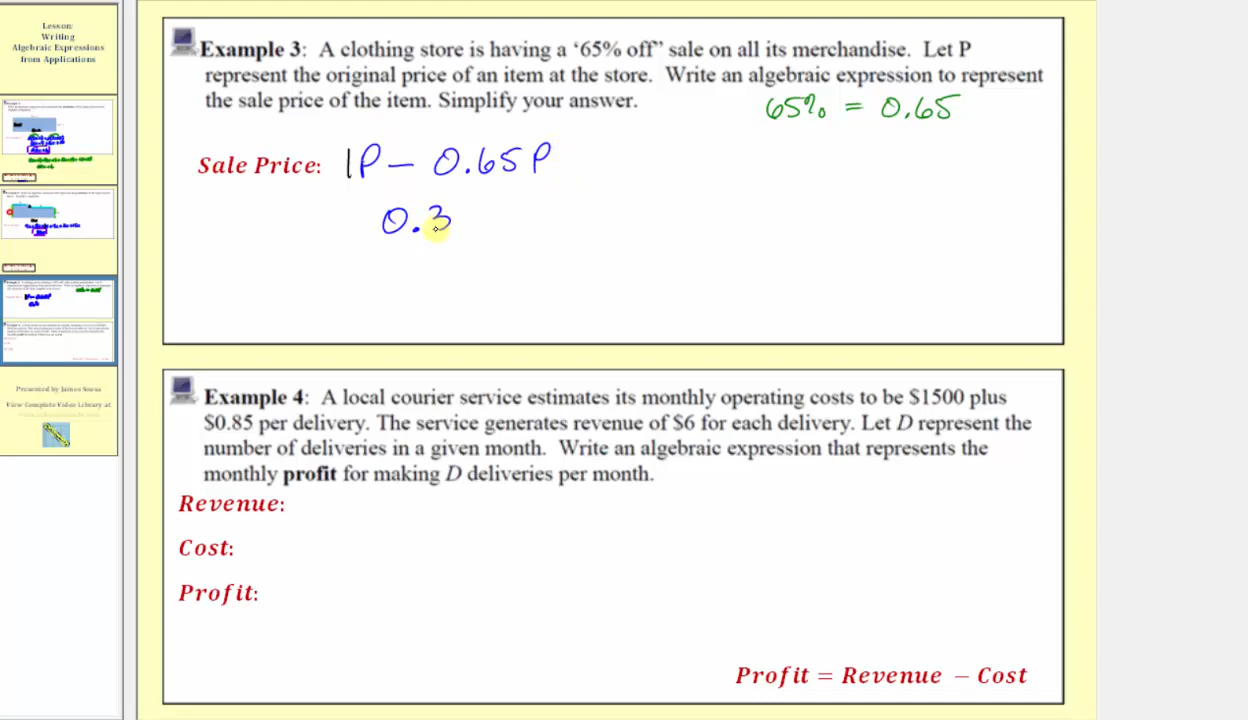 Lesson:
Writing
Algebraic Expressions
from Applications
Presented by James Sousa
View Complete Video Library at
Example 3: A clothing store is having a ‘65% off” sale on all its merchandise. Let P
represent the original price of an item at the store. Write an algebraic expression to represent
the sale price of the item. Simplify your answer.
65% = 0.65
Sale Price: 1P - 0.65P
0.3
Example 4: A local courier service estimates its monthly operating costs to be $1500 plus
$0.85 per delivery. The service generates revenue of $6 for each delivery. Let D represent the
number of deliveries in a given month. Write an algebraic expression that represents the
monthly profit for making D deliveries per month.
Revenue:
Cost:
Profit:
Profit = Revenue − Cost